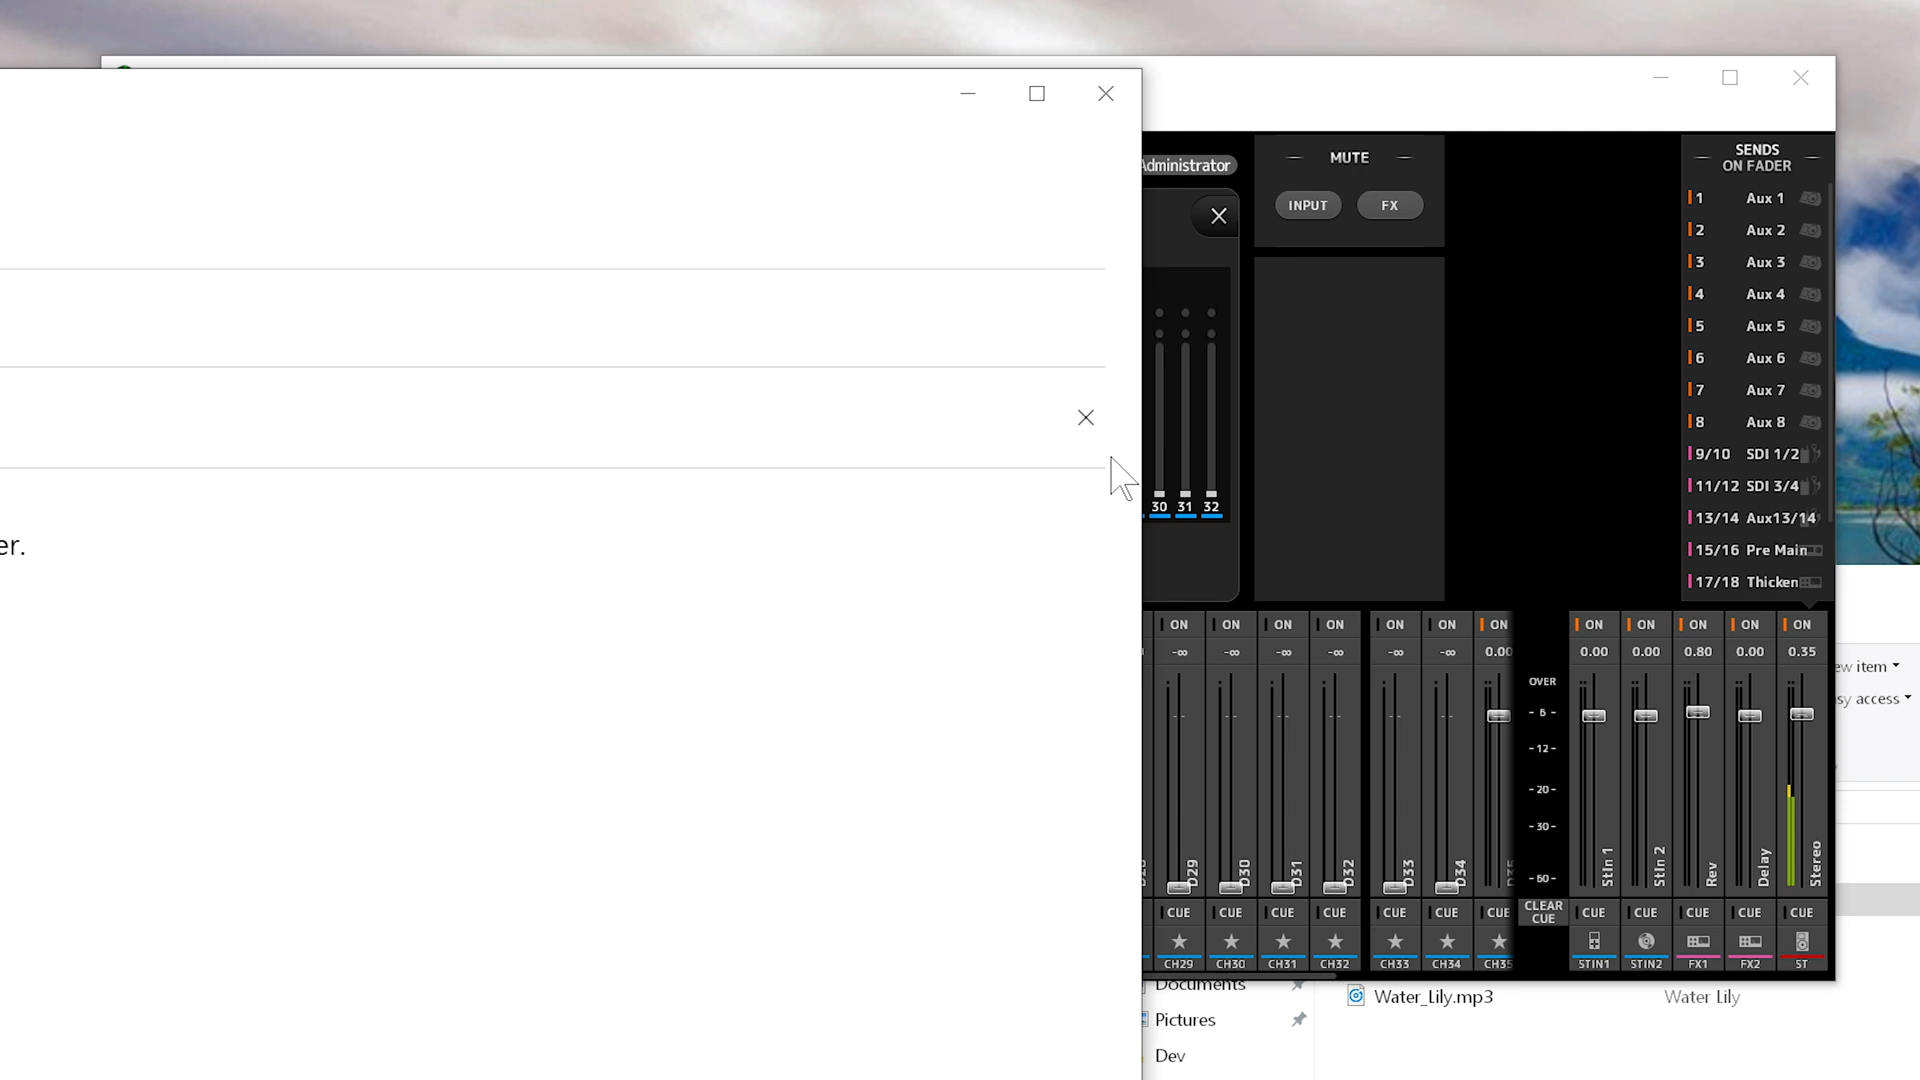 er.
Administrator
MUTE
INPUT FX
SENDS
ON FADER
1 Aux 1
2 Aux 2
3 Aux 3
4 Aux 4
5 Aux 5
6 Aux 6
7 Aux 7
8 Aux 8
9/10 SDI 1/2
11/12 SDI 3/4
13/14 Aux13/14
15/16 Pre Main
17/18 Thicken
30 31 32
ON ON ON ON ON ON ON ON ON ON ON ON
-∞ -∞ -∞ -∞ -∞ -∞ 0.00 0.00 0.00 0.80 0.00 0.35
OVER
- 6 -
-12-
-20-
-30-
-60-
D29 D30 D31 D32 D33 D34 D35 StIn 1 StIn 2 Rev Delay Stereo
CUE CUE CUE CUE CUE CUE CUE CLEAR CUE CUE CUE CUE CUE CUE
CH29 CH30 CH31 CH32 CH33 CH34 CH35 STIN1 STIN2 FX1 FX2 ST
ew item
sy access
Documents
Pictures
Dev
Water_Lily.mp3 Water Lily